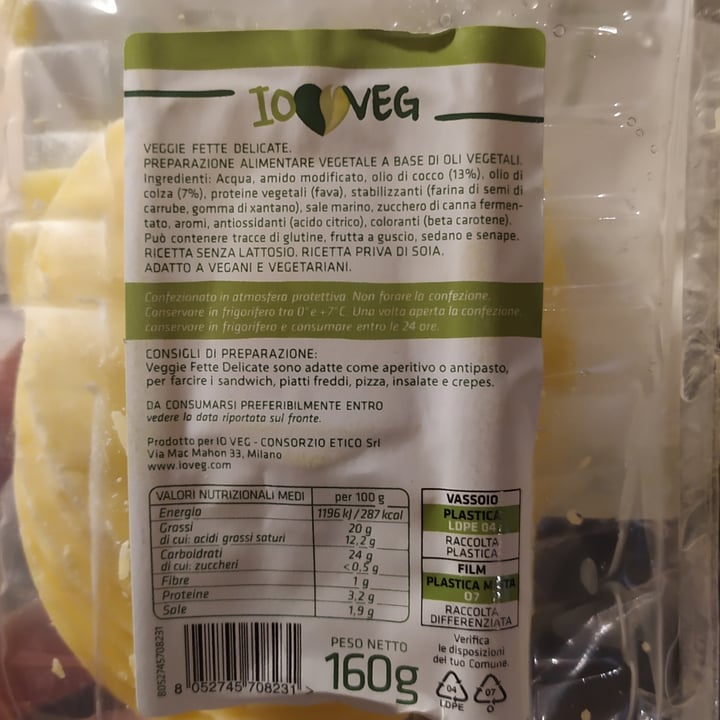 IO VEG
VEGGIE FETTE DELICATE.
PREPARAZIONE ALIMENTARE VEGETALE A BASE DI OLI VEGETALI.
Ingredienti: Acqua, amido modificato, olio di cocco (13%), olio di
colza (7%), proteine vegetali (fava), stabilizzanti (farina di semi di
carrube, gomma di xantano), sale marino, zucchero di canna fermen-
tato, aromi, antiossidanti (acido citrico), coloranti (beta carotene).
Può contenere tracce di glutine, frutta a guscio, sedano e senape.
RICETTA SENZA LATTOSIO. RICETTA PRIVA DI SOIA.
ADATTO A VEGANI E VEGETARIANI.
Confezionato in atmosfera protettiva. Non forare la confezione.
Conservare in frigorifero tra 0° e +7°C. Una volta aperta la confezione,
conservare in frigorifero e consumare entro le 24 ore.
CONSIGLI DI PREPARAZIONE:
Veggie Fette Delicate sono adatte come aperitivo o antipasto,
per farcire i sandwich, piatti freddi, pizza, insalate e crepes.
DA CONSUMARSI PREFERIBILMENTE ENTRO
vedere la data riportata sul fronte.
Prodotto per IO VEG - CONSORZIO ETICO Srl
Via Mac Mahon 33, Milano
www.ioveg.com
VALORI NUTRIZIONALI MEDI per 100 g
Energia 1196 kj/287 kcal
Grassi 20 g
di cui: acidi grassi saturi 12,2 g
Carboidrati 24 g
di cui: zuccheri <0,5 g
Fibre 1 g
Proteine 3,2 g
Sale 1,9 g
VASSOIO
PLASTICA
LDPE 04
RACCOLTA
PLASTICA
FILM
PLASTICA MISTA
07
RACCOLTA
DIFFERENZIATA
Verifica
le disposizioni
del tuo Comune.
04
LDPE
07
O
PESO NETTO
160g
8052745708231
8 052745 708231 >